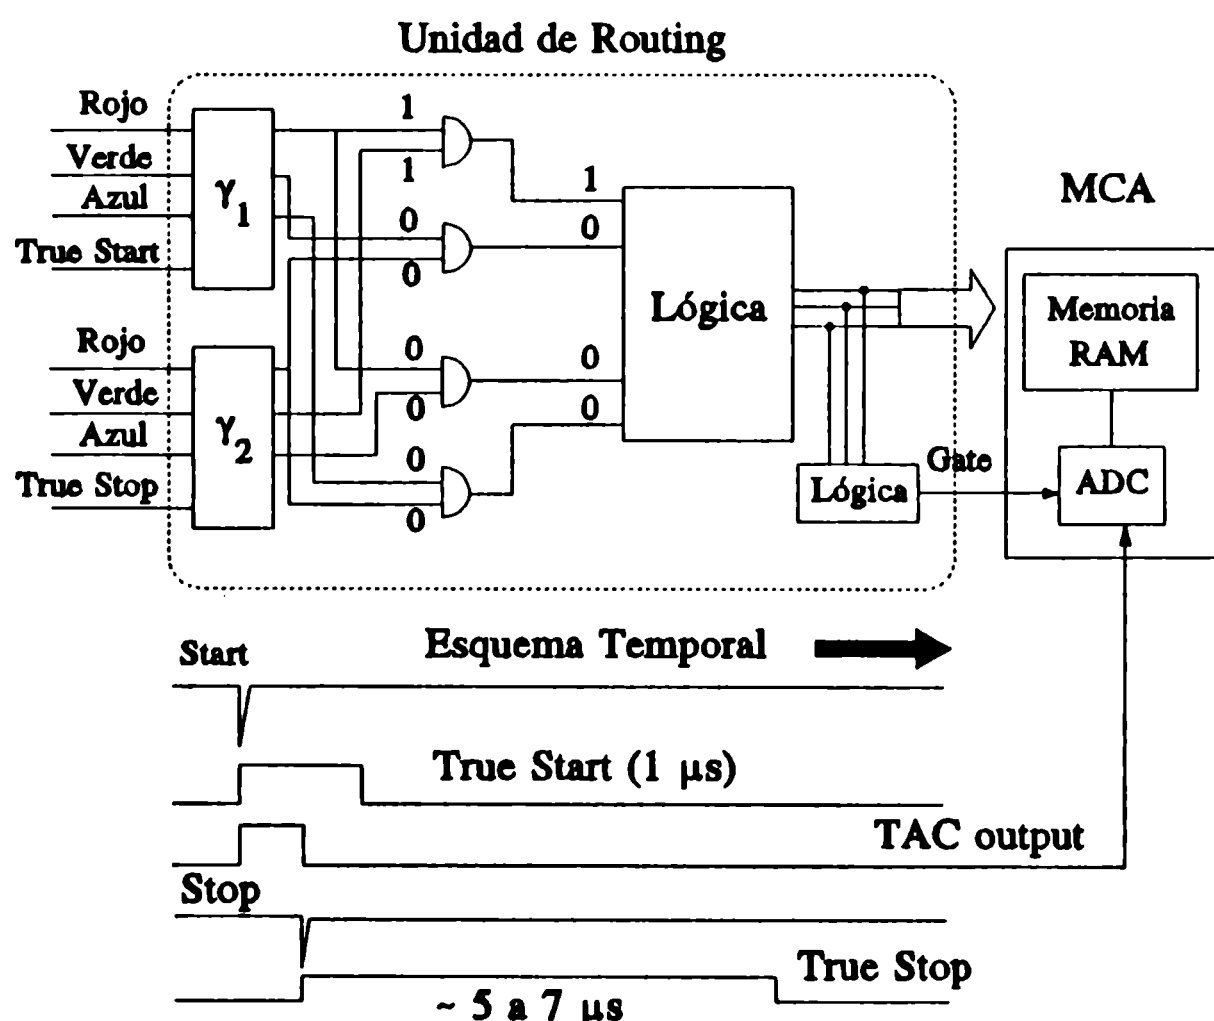 Unidad de Routing
Rojo
Verde
Azul
True Start
γ1
Rojo
Verde
Azul
True Stop
γ2
1
1
0
0
0
0
0
0
1
0
0
0
Lógica
Lógica
Gate
MCA
Memoria
RAM
ADC
Esquema Temporal
Start
True Start (1 μs)
TAC output
Stop
True Stop
~ 5 a 7 μs